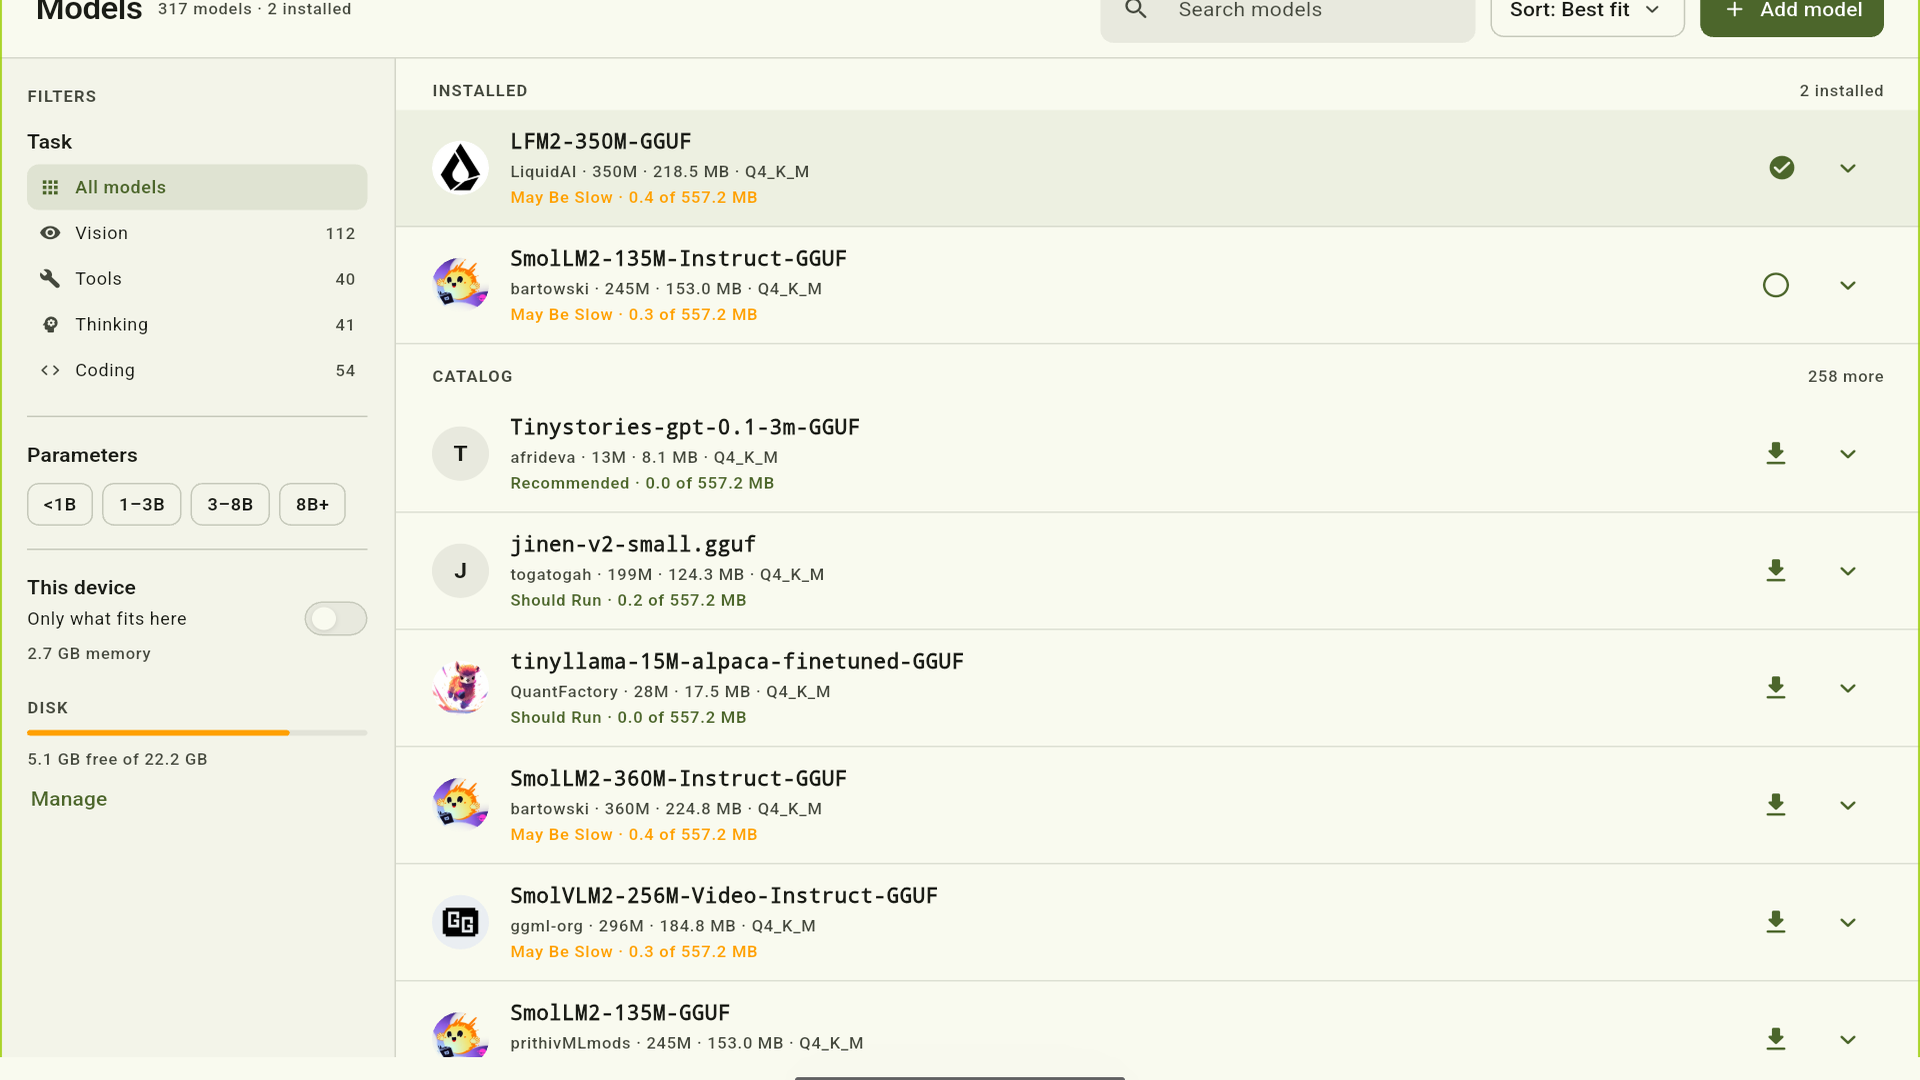 Models 317 models · 2 installed
Search models
Sort: Best fit
Add model
FILTERS
Task
All models
Vision 112
Tools 40
Thinking 41
Coding 54
Parameters
<1B 1–3B 3–8B 8B+
This device
Only what fits here
2.7 GB memory
DISK
5.1 GB free of 22.2 GB
Manage
INSTALLED 2 installed
LFM2-350M-GGUF
LiquidAI · 350M · 218.5 MB · Q4_K_M
May Be Slow · 0.4 of 557.2 MB
SmolLM2-135M-Instruct-GGUF
bartowski · 245M · 153.0 MB · Q4_K_M
May Be Slow · 0.3 of 557.2 MB
CATALOG 258 more
T
Tinystories-gpt-0.1-3m-GGUF
afrideva · 13M · 8.1 MB · Q4_K_M
Recommended · 0.0 of 557.2 MB
J
jinen-v2-small.gguf
togatogah · 199M · 124.3 MB · Q4_K_M
Should Run · 0.2 of 557.2 MB
tinyllama-15M-alpaca-finetuned-GGUF
QuantFactory · 28M · 17.5 MB · Q4_K_M
Should Run · 0.0 of 557.2 MB
SmolLM2-360M-Instruct-GGUF
bartowski · 360M · 224.8 MB · Q4_K_M
May Be Slow · 0.4 of 557.2 MB
GG
SmolVLM2-256M-Video-Instruct-GGUF
ggml-org · 296M · 184.8 MB · Q4_K_M
May Be Slow · 0.3 of 557.2 MB
SmolLM2-135M-GGUF
prithivMLmods · 245M · 153.0 MB · Q4_K_M